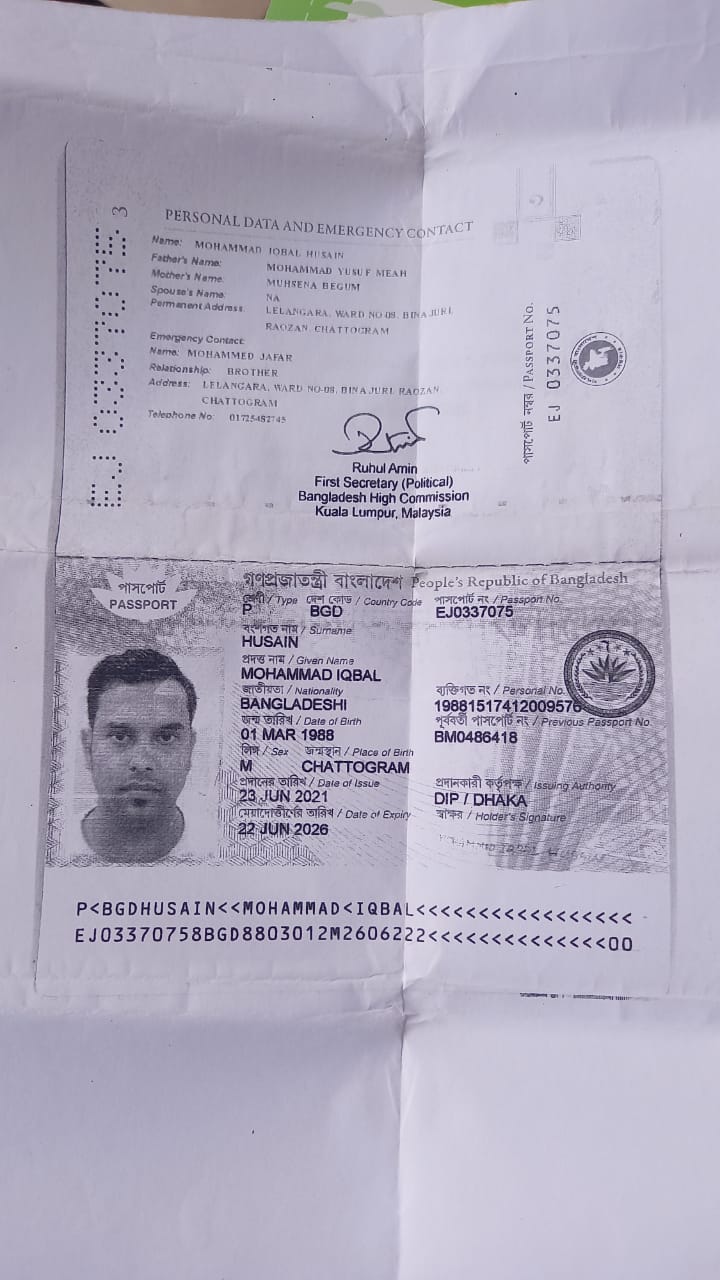 EJ 0337075 3
PERSONAL DATA AND EMERGENCY CONTACT
Name: MOHAMMAD IQBAL HUSAIN
Father's Name: MOHAMMAD YUSUF MEAH
Mother's Name: MUHSENA BEGUM
Spouse's Name: NA
Permanent Address: LELANGARA, WARD NO-08, BINAJURI,
RAOZAN, CHATTOGRAM
Emergency Contact:
Name: MOHAMMED JAFAR
Relationship: BROTHER
Address: LELANGARA, WARD NO-08, BINAJURI, RAOZAN,
CHATTOGRAM
Telephone No:
Ruhul Amin
First Secretary (Political)
Bangladesh High Commission
Kuala Lumpur, Malaysia
পাসপোর্ট নম্বর / PASSPORT No.
EJ 0337075
পাসপোর্ট
PASSPORT
গণপ্রজাতন্ত্রী বাংলাদেশ People's Republic of Bangladesh
শ্রেণী / Type দেশ কোড / Country Code পাসপোর্ট নং / Passport No.
P BGD EJ0337075
বংশগত নাম / Surname
HUSAIN
প্রদত্ত নাম / Given Name
MOHAMMAD IQBAL
জাতীয়তা / Nationality ব্যক্তিগত নং / Personal No.
BANGLADESHI 19881517412009576
জন্ম তারিখ / Date of Birth পূর্ববর্তী পাসপোর্ট নং / Previous Passport No.
01 MAR 1988 BM0486418
লিঙ্গ / Sex জন্মস্থান / Place of Birth
M CHATTOGRAM
প্রদানের তারিখ / Date of Issue প্রদানকারী কর্তৃপক্ষ / Issuing Authority
23 JUN 2021 DIP / DHAKA
মেয়াদোত্তীর্ণের তারিখ / Date of Expiry স্বাক্ষর / Holder's Signature
22 JUN 2026
P<BGDHUSAIN<<MOHAMMAD<IQBAL<<<<<<<<<<<<<<<<<
EJ03370758BGD8803012M2606222<<<<<<<<<<<<<<00